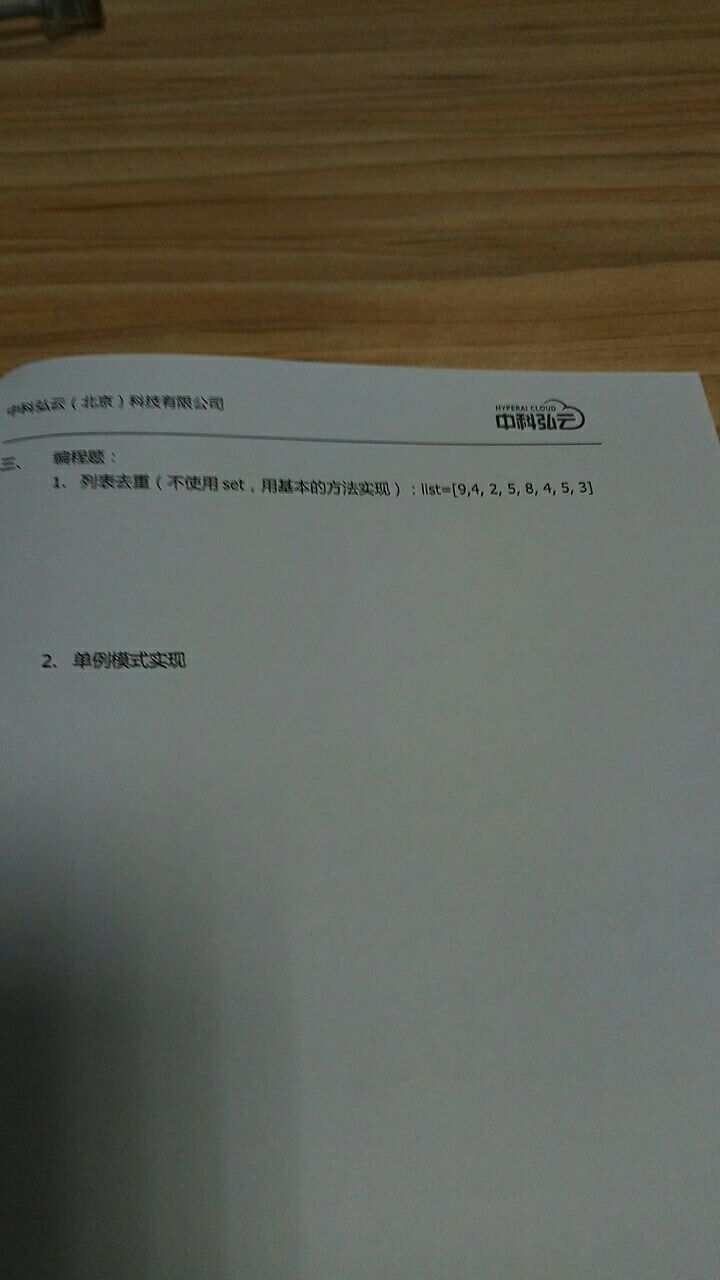 中科弘云（北京）科技有限公司
HYPERAI CLOUD
中科弘云
三、 编程题：
1、 列表去重（不使用 set，用基本的方法实现）：list=[9,4, 2, 5, 8, 4, 5, 3]
2、 单例模式实现